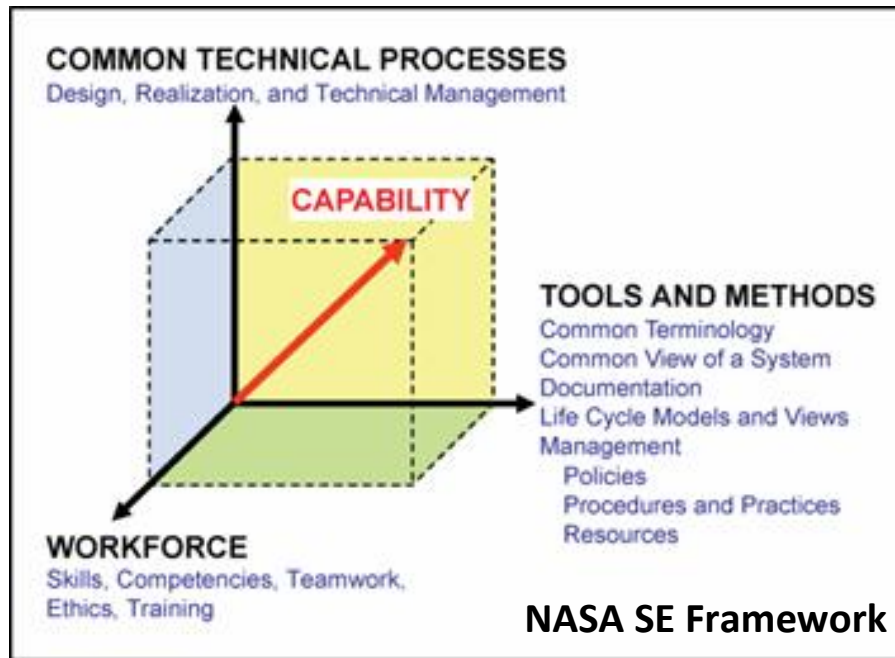 COMMON TECHNICAL PROCESSES
Design, Realization, and Technical Management
CAPABILITY
TOOLS AND METHODS
Common Terminology
Common View of a System
Documentation
Life Cycle Models and Views
Management
Policies
Procedures and Practices
Resources
WORKFORCE
Skills, Competencies, Teamwork,
Ethics, Training
NASA SE Framework